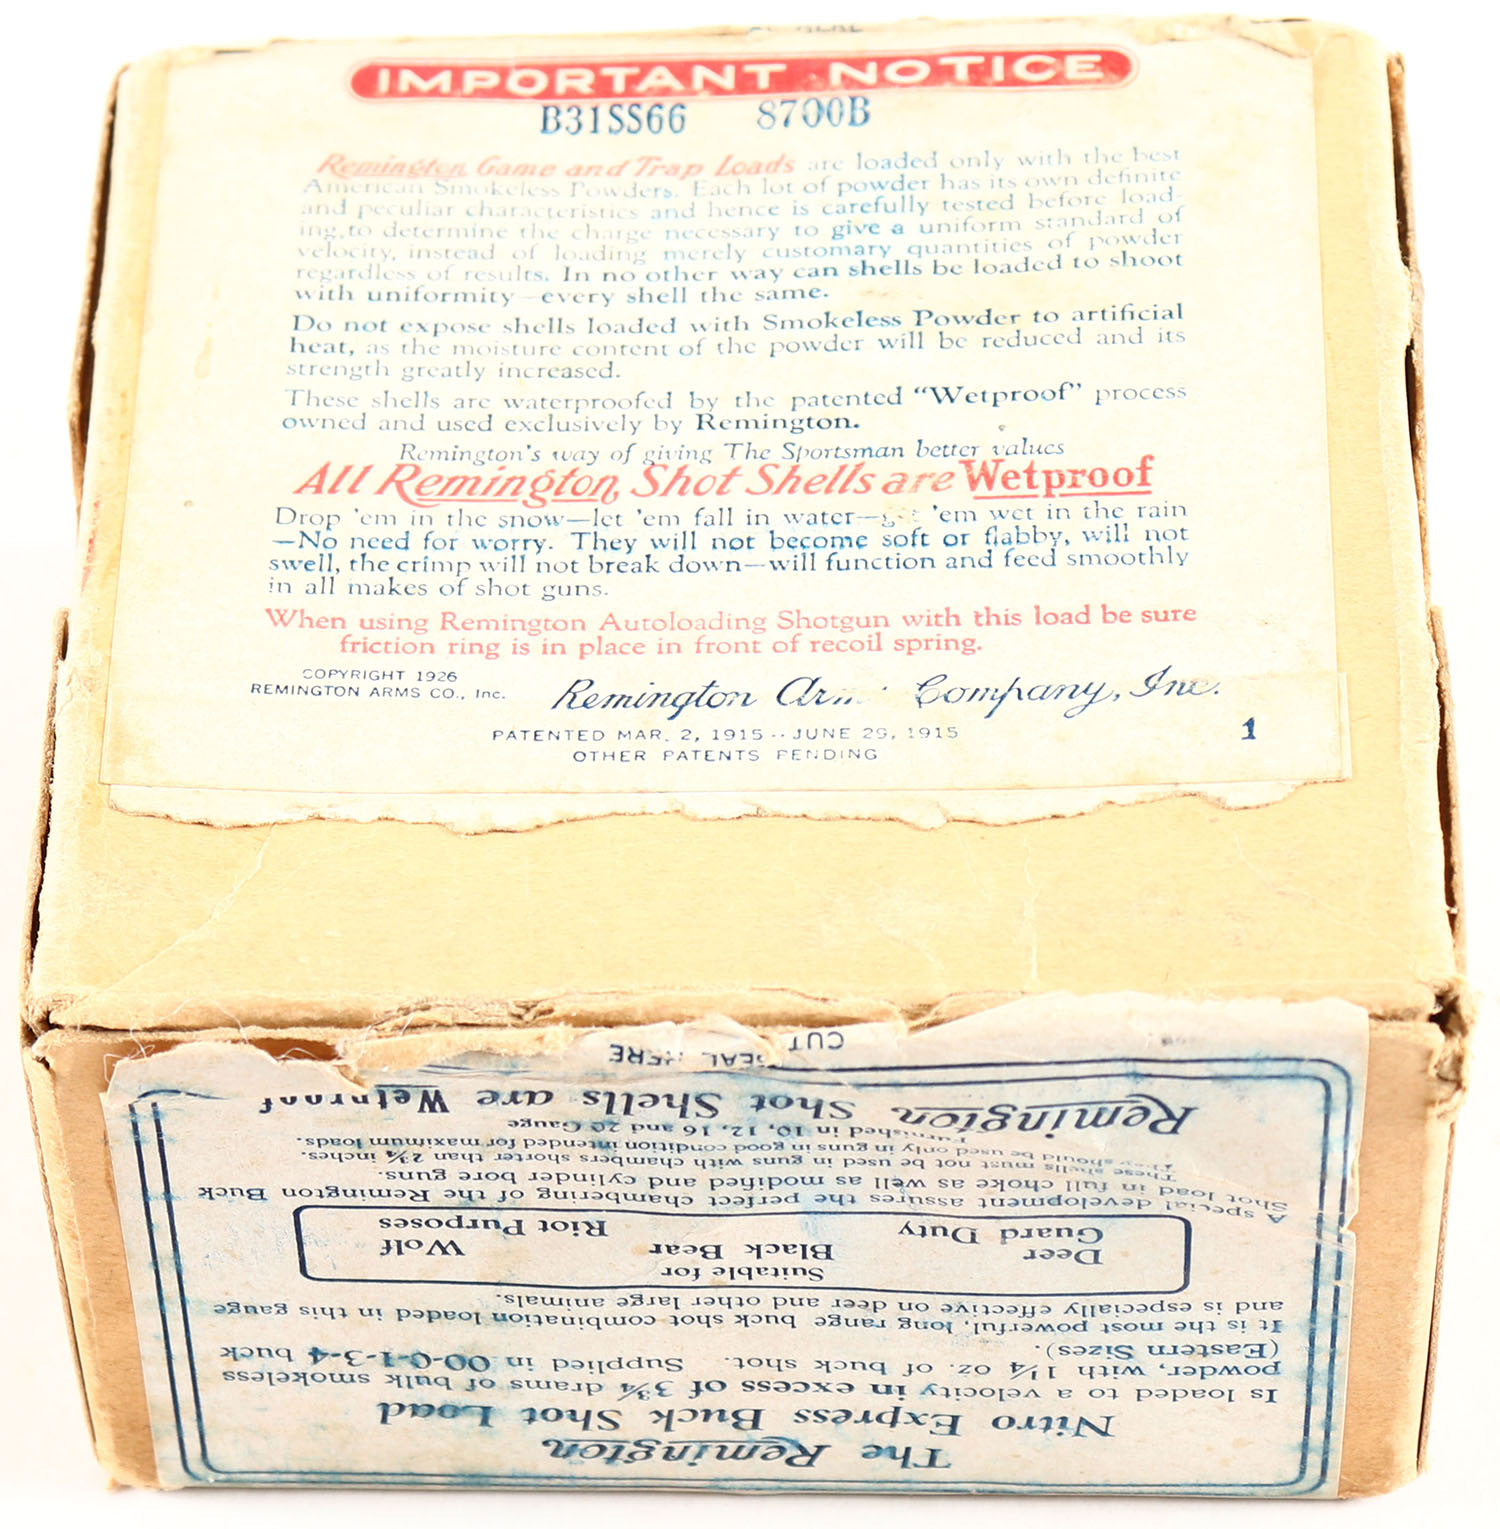 IMPORTANT NOTICE
B31SS66 8700B
Remington Game and Trap Loads are loaded only with the best
American Smokeless Powders. Each lot of powder has its own definite
and peculiar characteristics and hence is carefully tested before load-
ing, to determine the charge necessary to give a uniform standard of
velocity, instead of loading merely customary quantities of powder
regardless of results. In no other way can shells be loaded to shoot
with uniformity—every shell the same.
Do not expose shells loaded with Smokeless Powder to artificial
heat, as the moisture content of the powder will be reduced and its
strength greatly increased.
These shells are waterproofed by the patented "Wetproof" process
owned and used exclusively by Remington.
Remington's way of giving The Sportsman better values
All Remington, Shot Shells are Wetproof
Drop 'em in the snow—let 'em fall in water—get 'em wet in the rain
—No need for worry. They will not become soft or flabby, will not
swell, the crimp will not break down—will function and feed smoothly
in all makes of shot guns.
When using Remington Autoloading Shotgun with this load be sure
friction ring is in place in front of recoil spring.
COPYRIGHT 1926
REMINGTON ARMS CO., Inc.
Remington Arms Company, Inc.
PATENTED MAR. 2, 1915 -- JUNE 29, 1915
OTHER PATENTS PENDING
1
The Remington
Nitro Express Buck Shot Load
Is loaded to a velocity in excess of 3¾ drams of bulk smokeless
powder, with 1¼ oz. of buck shot. Supplied in 00-0-1-3-4 buck
(Eastern Sizes).
It is the most powerful, long range buck shot combination loaded in this gauge
and is especially effective on deer and other large animals.
Suitable for
Deer Black Bear Wolf
Guard Duty Riot Purposes
A special development assures the perfect chambering of the Remington Buck
Shot load in full choke as well as modified and cylinder bore guns.
These shells must not be used in guns with chambers shorter than 2¾ inches.
They should be used only in guns in good condition intended for maximum loads.
Furnished in 10, 12, 16 and 20 Gauge
Remington, Shot Shells are Wetproof
CUT SEAL HERE